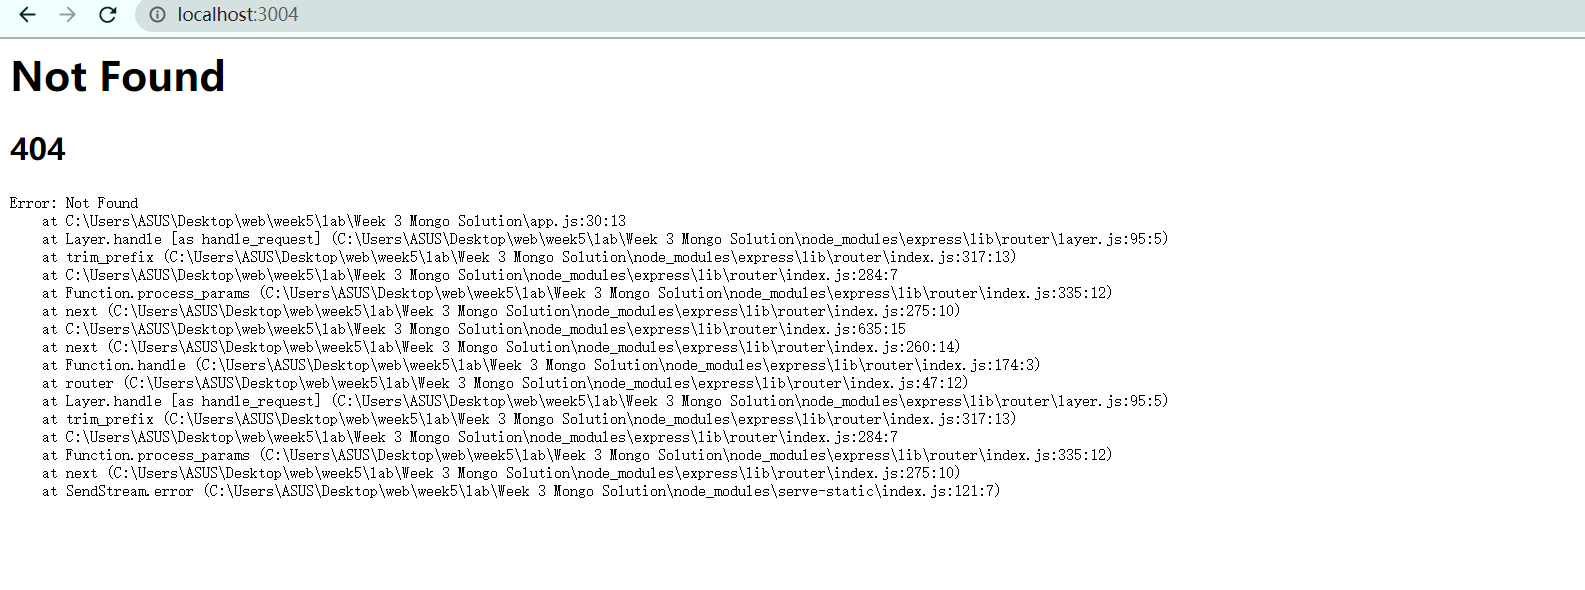 localhost:3004
Not Found
404
Error: Not Found
    at C:\Users\ASUS\Desktop\web\week5\lab\Week 3 Mongo Solution\app.js:30:13
    at Layer.handle [as handle_request] (C:\Users\ASUS\Desktop\web\week5\lab\Week 3 Mongo Solution\node_modules\express\lib\router\layer.js:95:5)
    at trim_prefix (C:\Users\ASUS\Desktop\web\week5\lab\Week 3 Mongo Solution\node_modules\express\lib\router\index.js:317:13)
    at C:\Users\ASUS\Desktop\web\week5\lab\Week 3 Mongo Solution\node_modules\express\lib\router\index.js:284:7
    at Function.process_params (C:\Users\ASUS\Desktop\web\week5\lab\Week 3 Mongo Solution\node_modules\express\lib\router\index.js:335:12)
    at next (C:\Users\ASUS\Desktop\web\week5\lab\Week 3 Mongo Solution\node_modules\express\lib\router\index.js:275:10)
    at C:\Users\ASUS\Desktop\web\week5\lab\Week 3 Mongo Solution\node_modules\express\lib\router\index.js:635:15
    at next (C:\Users\ASUS\Desktop\web\week5\lab\Week 3 Mongo Solution\node_modules\express\lib\router\index.js:260:14)
    at Function.handle (C:\Users\ASUS\Desktop\web\week5\lab\Week 3 Mongo Solution\node_modules\express\lib\router\index.js:174:3)
    at router (C:\Users\ASUS\Desktop\web\week5\lab\Week 3 Mongo Solution\node_modules\express\lib\router\index.js:47:12)
    at Layer.handle [as handle_request] (C:\Users\ASUS\Desktop\web\week5\lab\Week 3 Mongo Solution\node_modules\express\lib\router\layer.js:95:5)
    at trim_prefix (C:\Users\ASUS\Desktop\web\week5\lab\Week 3 Mongo Solution\node_modules\express\lib\router\index.js:317:13)
    at C:\Users\ASUS\Desktop\web\week5\lab\Week 3 Mongo Solution\node_modules\express\lib\router\index.js:284:7
    at Function.process_params (C:\Users\ASUS\Desktop\web\week5\lab\Week 3 Mongo Solution\node_modules\express\lib\router\index.js:335:12)
    at next (C:\Users\ASUS\Desktop\web\week5\lab\Week 3 Mongo Solution\node_modules\express\lib\router\index.js:275:10)
    at SendStream.error (C:\Users\ASUS\Desktop\web\week5\lab\Week 3 Mongo Solution\node_modules\serve-static\index.js:121:7)